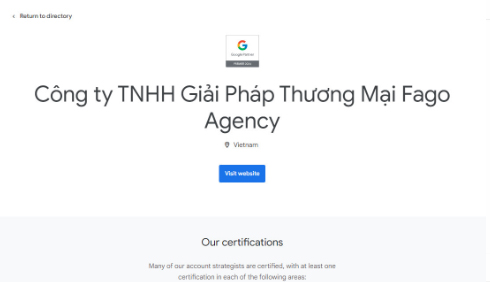 Return to directory
Google Partner
Công ty TNHH Giải Pháp Thương Mại Fago
Agency
Vietnam
Visit website
Our certifications
Many of our account strategists are certified, with at least one
certification in each of the following areas: